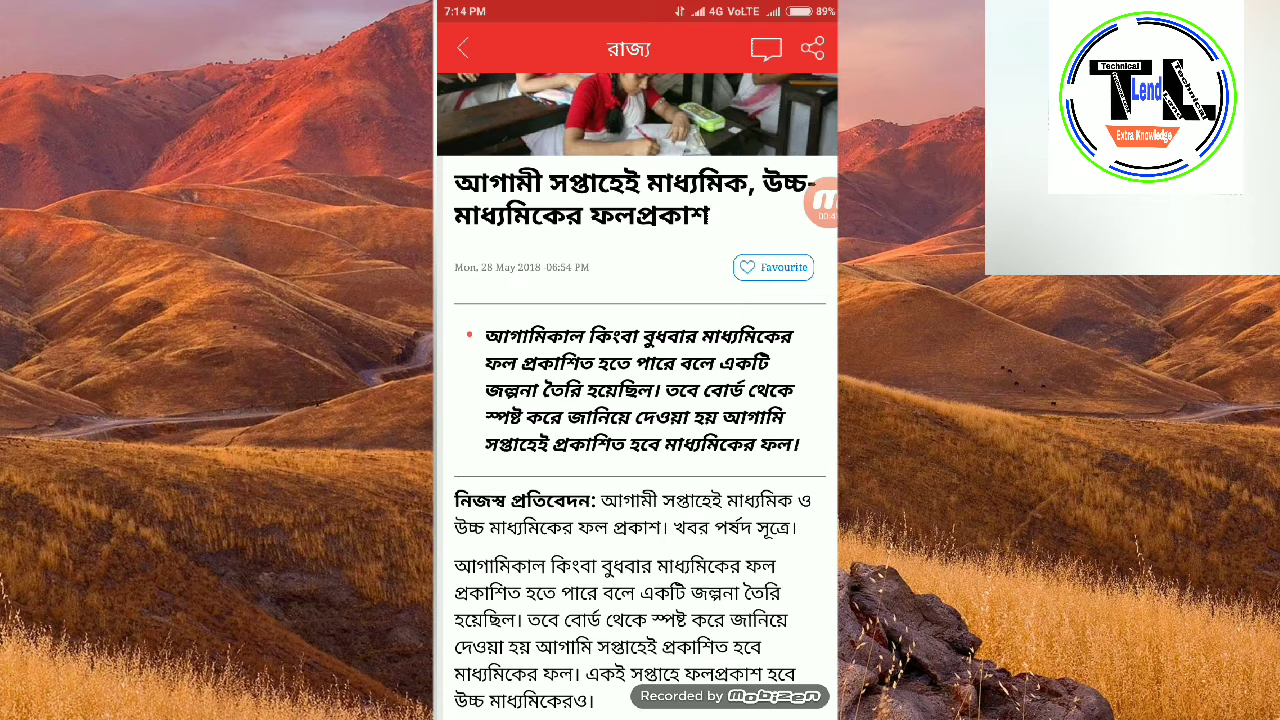 7:14 PM
4G VoLTE
89%
রাজ্য
আগামী সপ্তাহেই মাধ্যমিক, উচ্চ-
মাধ্যমিকের ফলপ্রকাশ
Mon, 28 May 2018 -06:54 PM
Favourite
আগামিকাল কিংবা বুধবার মাধ্যমিকের
ফল প্রকাশিত হতে পারে বলে একটি
জল্পনা তৈরি হয়েছিল। তবে বোর্ড থেকে
স্পষ্ট করে জানিয়ে দেওয়া হয় আগামি
সপ্তাহেই প্রকাশিত হবে মাধ্যমিকের ফল।
নিজস্ব প্রতিবেদন: আগামী সপ্তাহেই মাধ্যমিক ও
উচ্চ মাধ্যমিকের ফল প্রকাশ। খবর পর্ষদ সূত্রে।
আগামিকাল কিংবা বুধবার মাধ্যমিকের ফল
প্রকাশিত হতে পারে বলে একটি জল্পনা তৈরি
হয়েছিল। তবে বোর্ড থেকে স্পষ্ট করে জানিয়ে
দেওয়া হয় আগামি সপ্তাহেই প্রকাশিত হবে
মাধ্যমিকের ফল। একই সপ্তাহে ফলপ্রকাশ হবে
উচ্চ মাধ্যমিকেরও।
Recorded by mobizen
Technical
Lend
Technical
Extra Knowledge